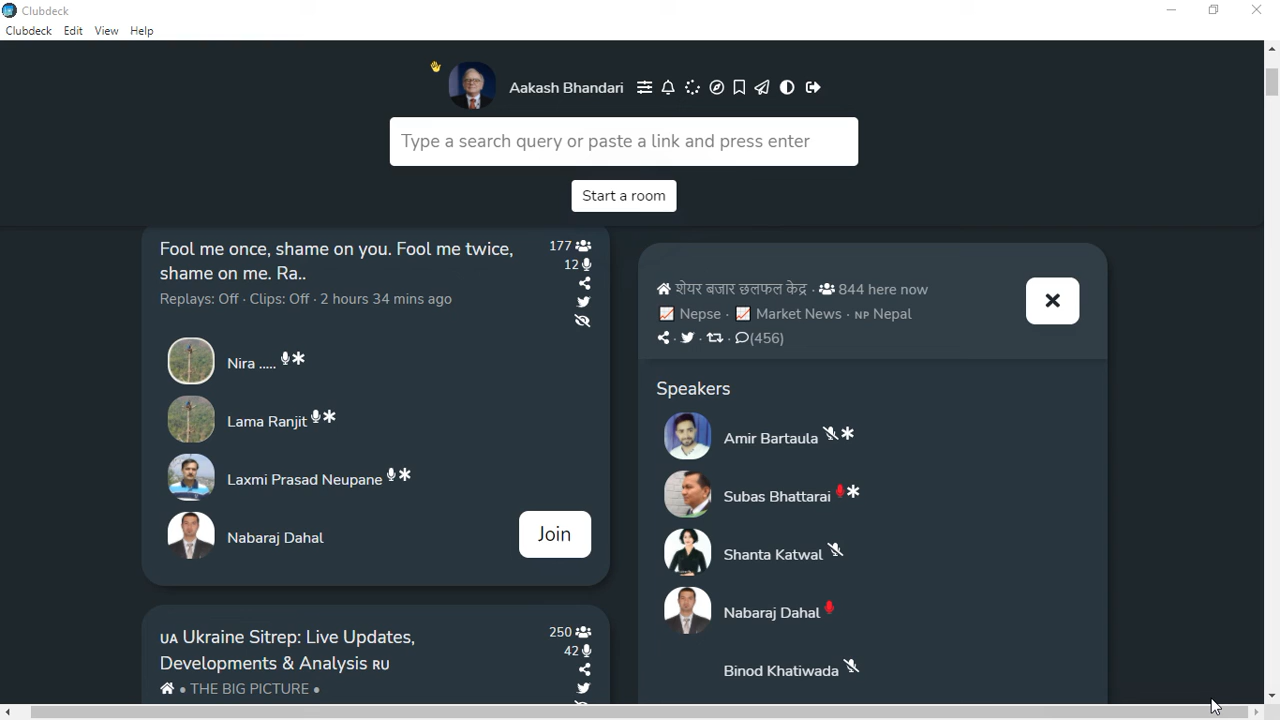 Clubdeck
Clubdeck Edit View Help
Aakash Bhandari
Type a search query or paste a link and press enter
Start a room
Fool me once, shame on you. Fool me twice, shame on me. Ra..
177
12
Replays: Off · Clips: Off · 2 hours 34 mins ago
Nira .....
Lama Ranjit
Laxmi Prasad Neupane
Nabaraj Dahal
Join
UA Ukraine Sitrep: Live Updates,
Developments & Analysis RU
250
42
• THE BIG PICTURE •
शेयर बजार छलफल केद्र · 844 here now
Nepse · Market News · NP Nepal
(456)
Speakers
Amir Bartaula
Subas Bhattarai
Shanta Katwal
Nabaraj Dahal
Binod Khatiwada